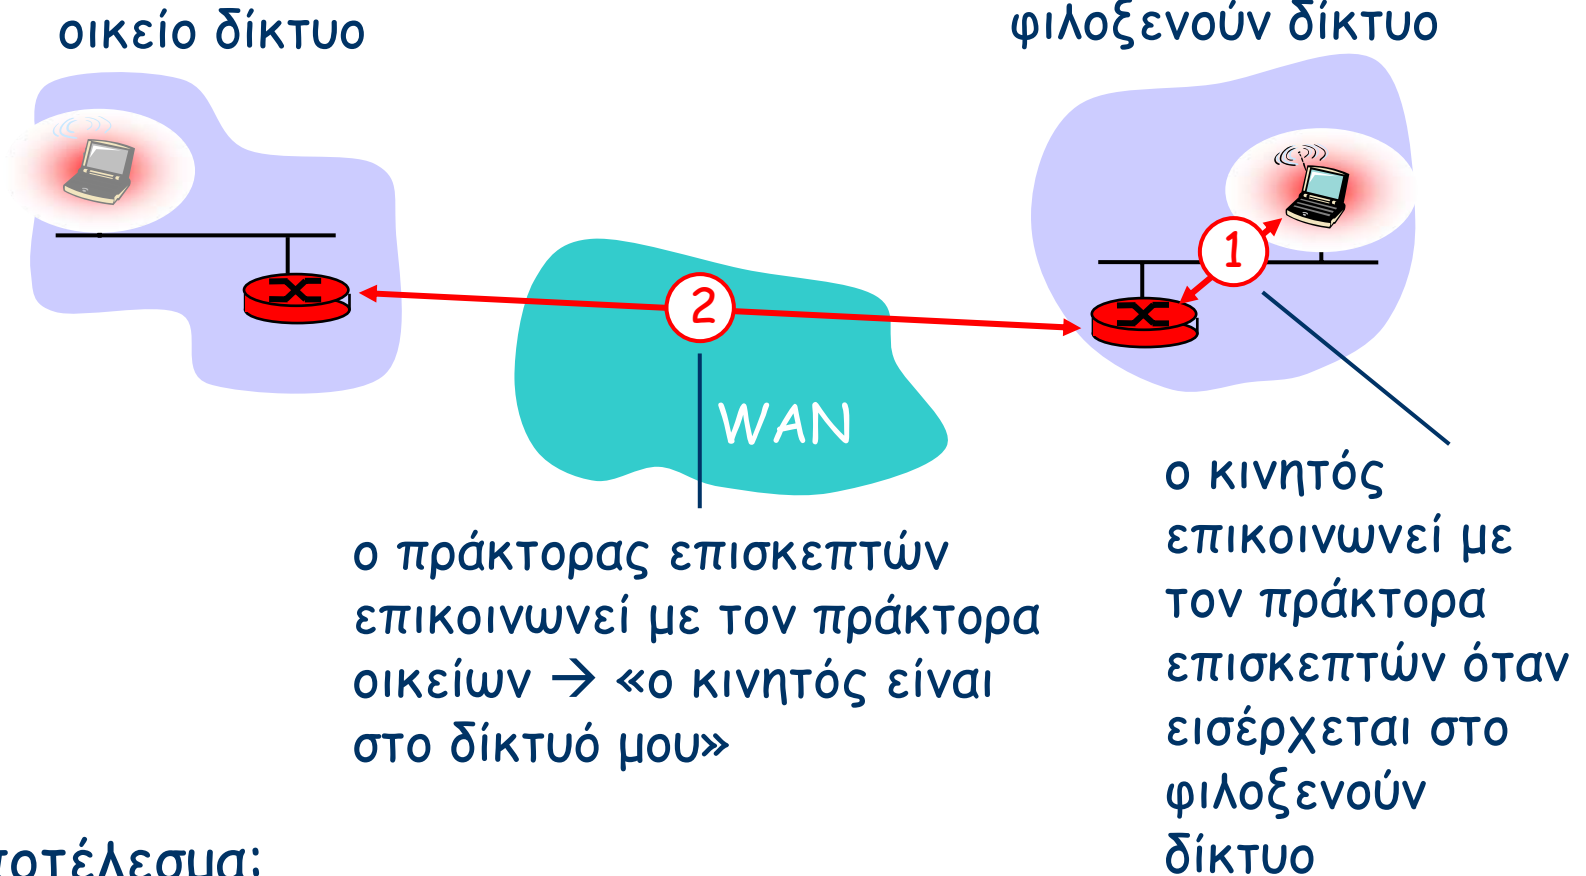 οικείο δίκτυο
φιλοξενούν δίκτυο
1
2
WAN
ο πράκτορας επισκεπτών
επικοινωνεί με τον πράκτορα
οικείων → «ο κινητός είναι
στο δίκτυό μου»
ο κινητός
επικοινωνεί με
τον πράκτορα
επισκεπτών όταν
εισέρχεται στο
φιλοξενούν
δίκτυο